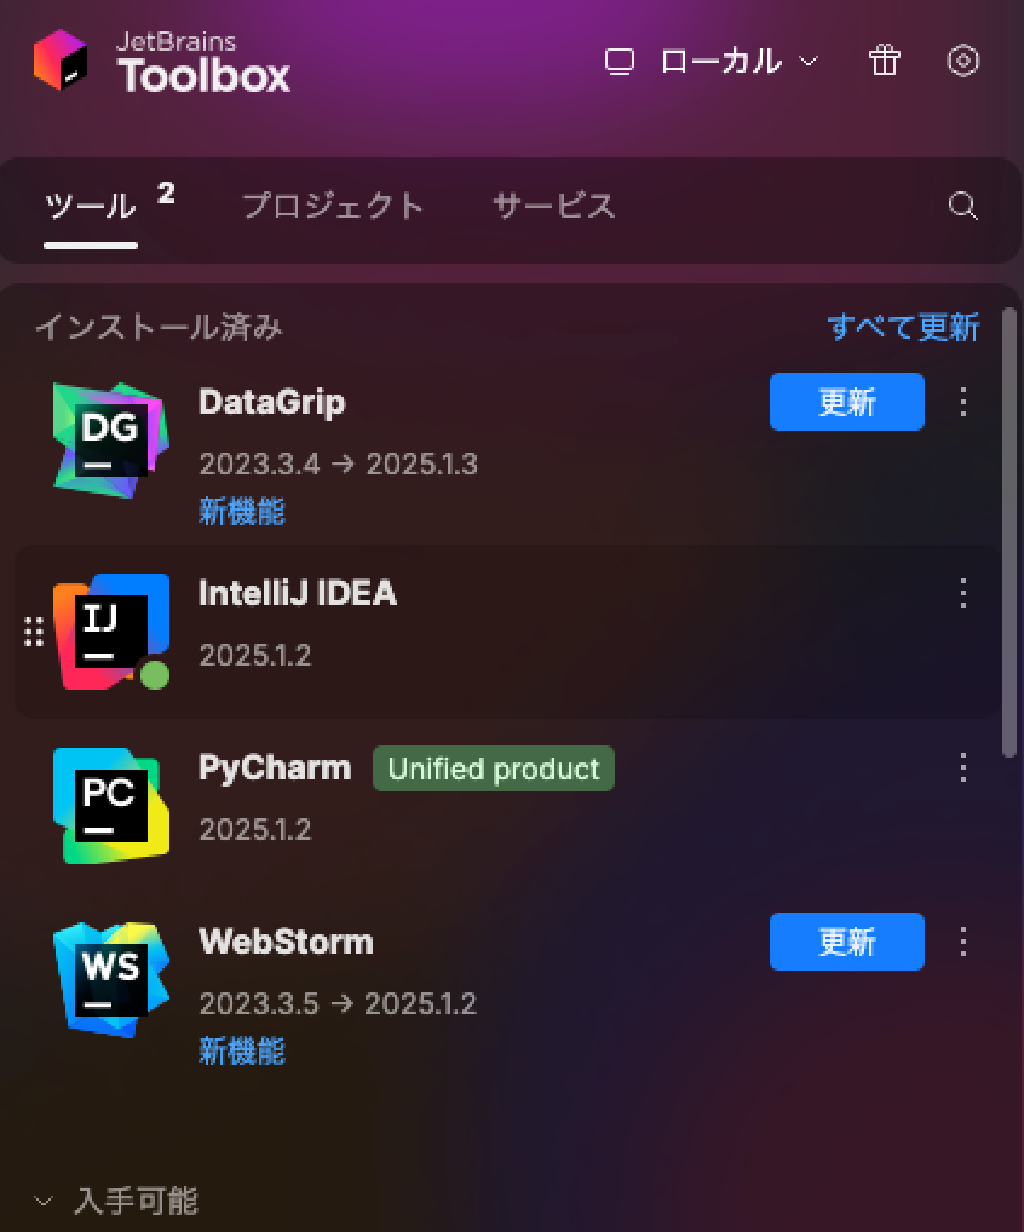 JetBrains
Toolbox
ローカル
ツール 2 プロジェクト サービス
インストール済み すべて更新
DG
DataGrip
更新
2023.3.4 → 2025.1.3
新機能
IJ
IntelliJ IDEA
2025.1.2
PC
PyCharm Unified product
2025.1.2
WS
WebStorm
更新
2023.3.5 → 2025.1.2
新機能
入手可能